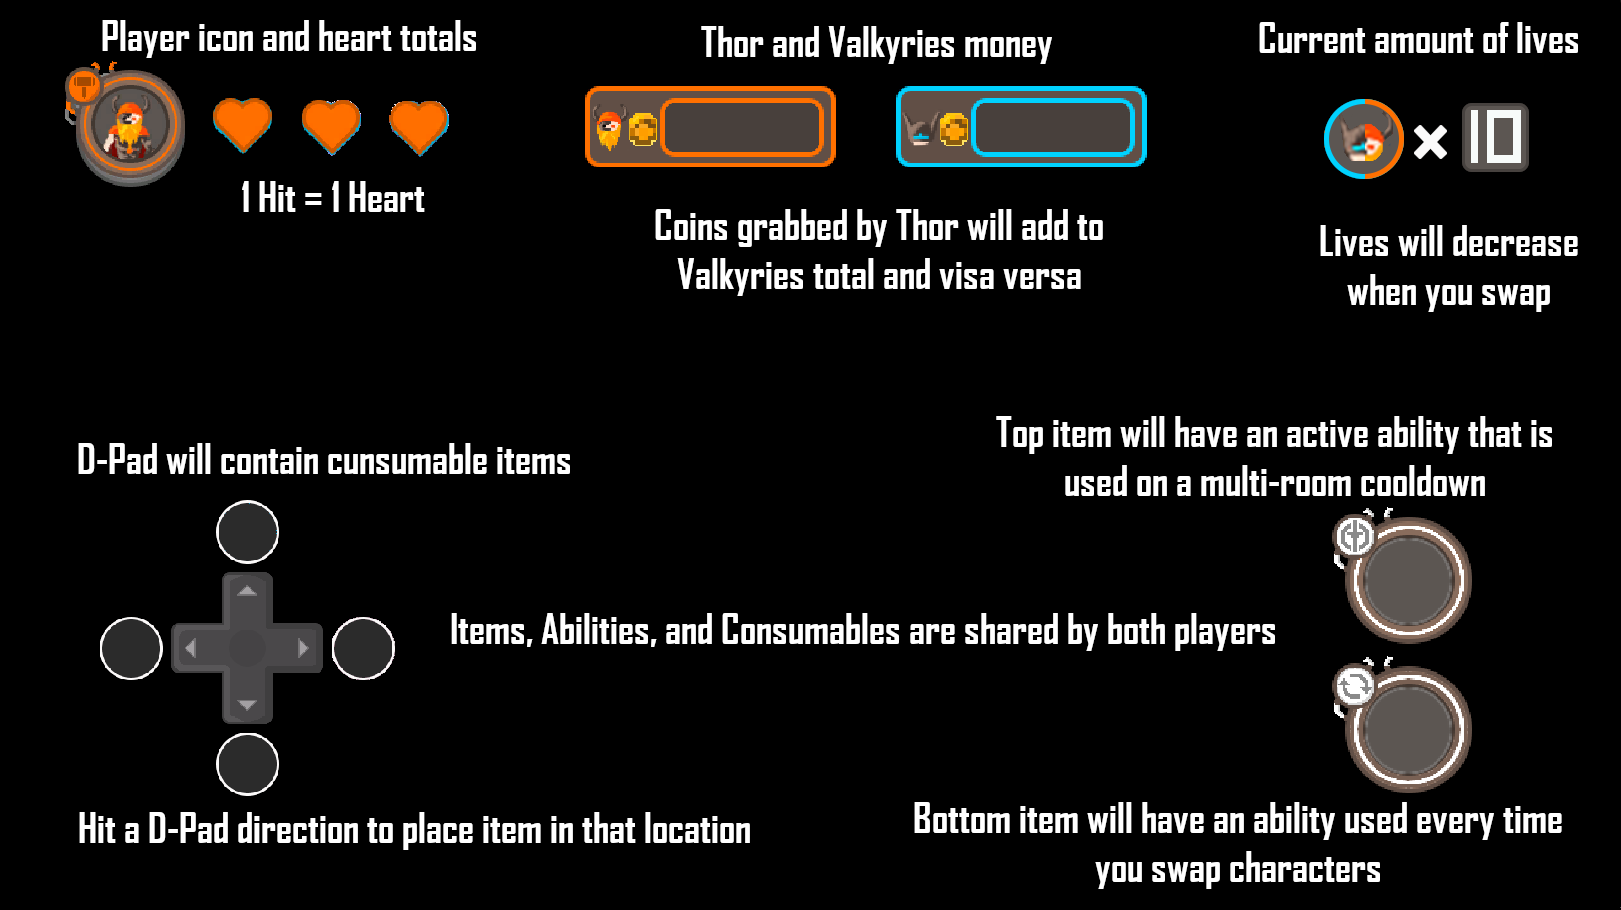 Player icon and heart totals
1 Hit = 1 Heart
Thor and Valkyries money
Coins grabbed by Thor will add to
Valkyries total and visa versa
Current amount of lives
x 10
Lives will decrease
when you swap
D-Pad will contain cunsumable items
Top item will have an active ability that is
used on a multi-room cooldown
Items, Abilities, and Consumables are shared by both players
Hit a D-Pad direction to place item in that location
Bottom item will have an ability used every time
you swap characters